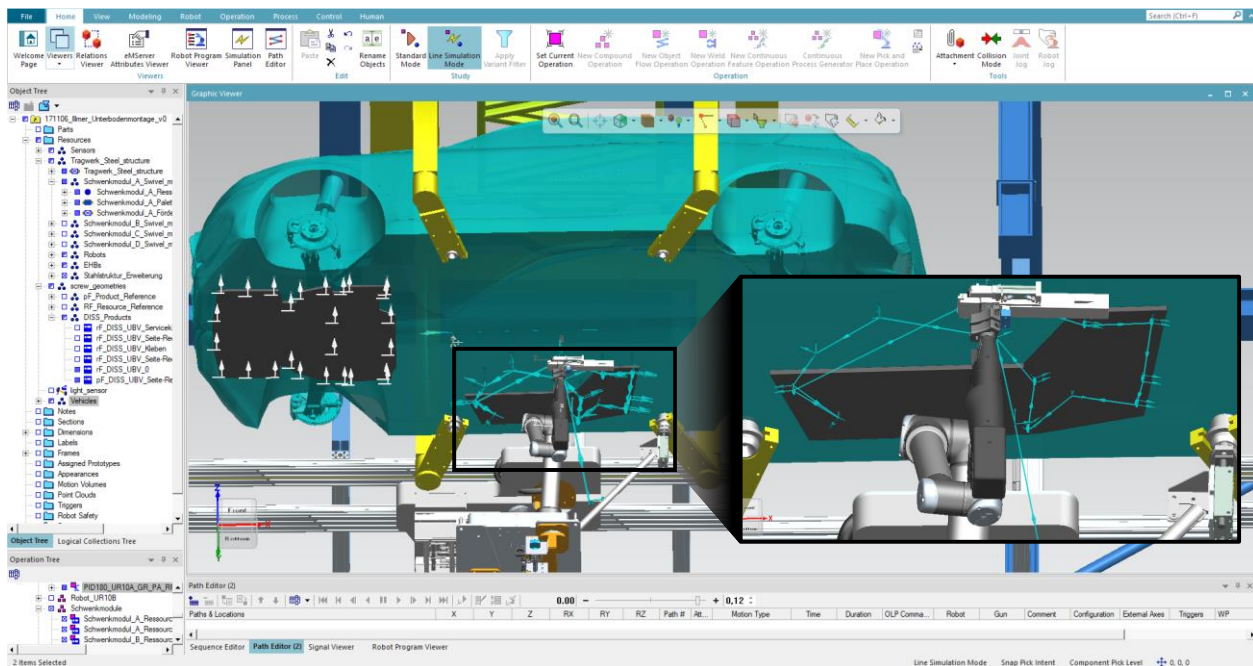 File Home View Modeling Robot Operation Process Control Human Search (Ctrl+F)
Welcome Page Viewers Relations Viewer eMServer Attributes Viewer Robot Program Viewer Simulation Panel Path Editor Paste Rename Objects Standard Mode Line Simulation Mode Apply Variant Filter Set Current Operation New Compound Operation New Object Flow Operation New Weld Operation New Continuous Feature Operation Continuous Process Generator New Pick and Place Operation Attachment Collision Mode Joint Jog Robot Jog
Viewers Edit Study Operation Tools
Object Tree
Graphic Viewer
171106_Illmer_Unterbodenmontage_v0
Parts
Resources
Sensors
Tragwerk_Steel_structure
Tragwerk_Steel_structure
Schwenkmodul_A_Swivel_m
Schwenkmodul_A_Ress
Schwenkmodul_A_Palet
Schwenkmodul_A_Förde
Schwenkmodul_B_Swivel_m
Schwenkmodul_C_Swivel_m
Schwenkmodul_D_Swivel_m
Robots
EHBs
Stahlstruktur_Erweiterung
screw_geometries
pF_Product_Reference
RF_Resource_Reference
DISS_Products
rF_DISS_UBV_Servicekl
rF_DISS_UBV_Seite-Re
rF_DISS_UBV_Kleben
rF_DISS_UBV_Seite-Re
rF_DISS_UBV_0
pF_DISS_UBV_Seite-Re
light_sensor
Vehicles
Notes
Sections
Dimensions
Labels
Frames
Assigned Prototypes
Appearances
Motion Volumes
Point Clouds
Triggers
Robot Safety
Z
Front
X
Bottom
Y
X
Object Tree Logical Collections Tree
Operation Tree
PID180_UR10A_GR_PA_RI
Robot_UR10B
Schwenkmodule
Schwenkmodul_A_Ressourc
Schwenkmodul_A_Ressourc
Schwenkmodul_B_Ressourc
Path Editor (2)
0.00 0,12
Paths & Locations X Y Z RX RY RZ Path # Att... Motion Type Time Duration OLP Comma... Robot Gun Comment Configuration External Axes Triggers WP
Sequence Editor Path Editor (2) Signal Viewer Robot Program Viewer
2 Items Selected Line Simulation Mode Snap Pick Intent Component Pick Level 0, 0, 0